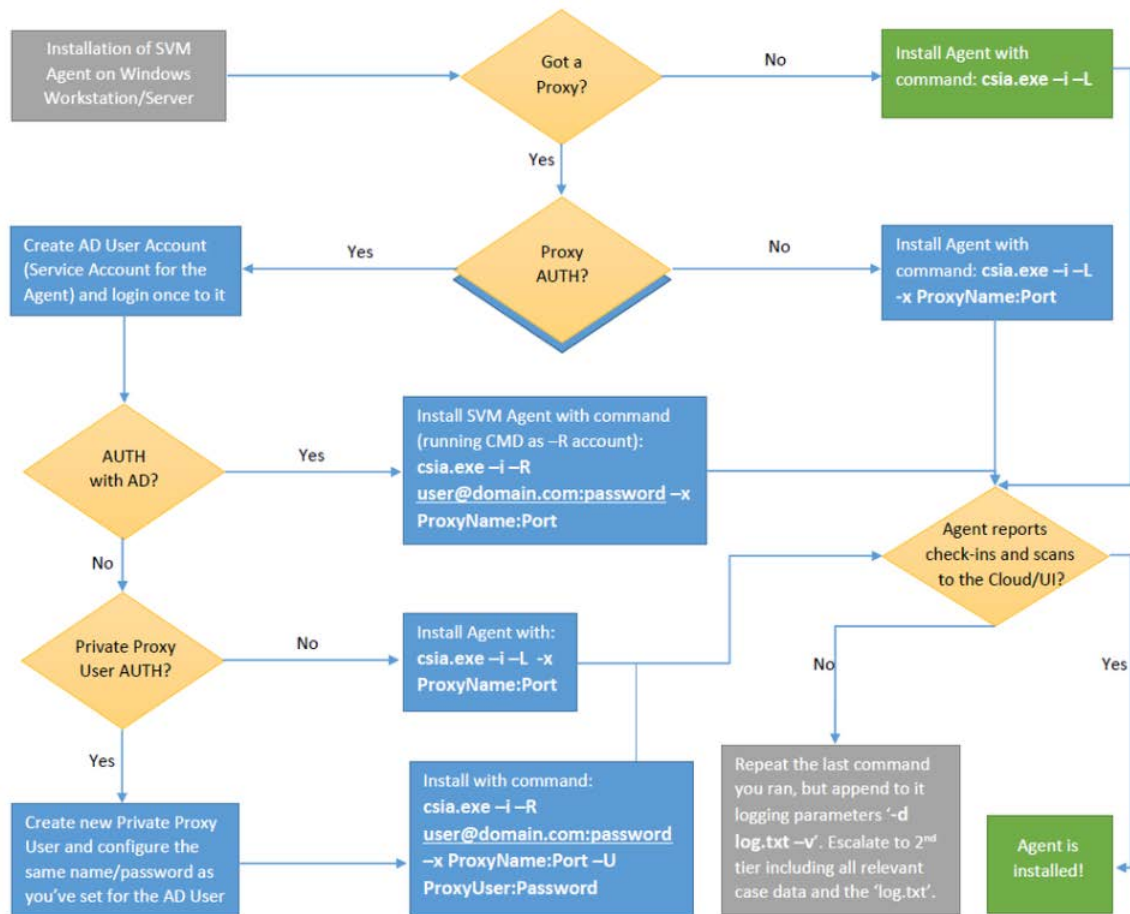 Installation of SVM
Agent on Windows
Workstation/Server
Got a
Proxy?
No
Install Agent with
command: csia.exe –i –L
Yes
Create AD User Account
(Service Account for the
Agent) and login once to it
Yes
Proxy
AUTH?
No
Install Agent with
command: csia.exe –i –L
-x ProxyName:Port
AUTH
with AD?
Yes
Install SVM Agent with command
(running CMD as –R account):
csia.exe –i –R
user@domain.com:password –x
ProxyName:Port
Agent reports
check-ins and scans
to the Cloud/UI?
No
Private Proxy
User AUTH?
No
Install Agent with:
csia.exe –i –L  -x
ProxyName:Port
No
Yes
Yes
Create new Private Proxy
User and configure the
same name/password as
you've set for the AD User
Install with command:
csia.exe –i –R
user@domain.com:password
–x ProxyName:Port –U
ProxyUser:Password
Repeat the last command
you ran, but append to it
logging parameters ‘-d
log.txt –v’. Escalate to 2nd
tier including all relevant
case data and the ‘log.txt’.
Agent is
installed!